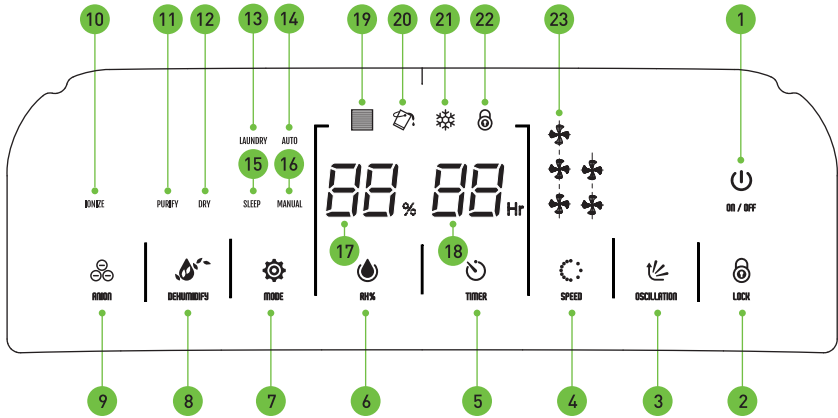 10 11 12 13 14 19 20 21 22 23 1
LAUNDRY AUTO
15 16
IONIZE PURIFY DRY SLEEP MANUAL 88 % 88 Hr ON / OFF
17 18
ANION DEHUMIDIFY MODE RH% TIMER SPEED OSCILLATION LOCK
9 8 7 6 5 4 3 2